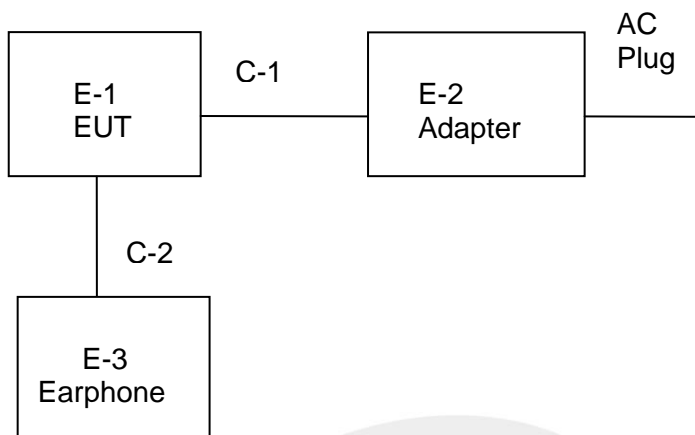 AC
Plug
C-1
E-1
EUT
E-2
Adapter
C-2
E-3
Earphone